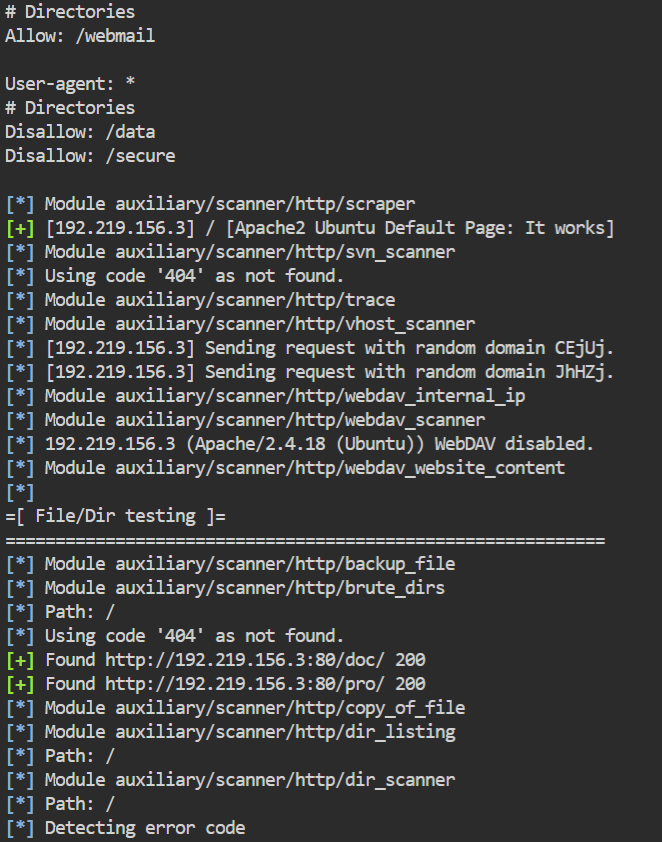 # Directories
Allow: /webmail
User-agent: *
# Directories
Disallow: /data
Disallow: /secure
[*] Module auxiliary/scanner/http/scraper
[+] [192.219.156.3] / [Apache2 Ubuntu Default Page: It works]
[*] Module auxiliary/scanner/http/svn_scanner
[*] Using code '404' as not found.
[*] Module auxiliary/scanner/http/trace
[*] Module auxiliary/scanner/http/vhost_scanner
[*] [192.219.156.3] Sending request with random domain CEjUj.
[*] [192.219.156.3] Sending request with random domain JhHZj.
[*] Module auxiliary/scanner/http/webdav_internal_ip
[*] Module auxiliary/scanner/http/webdav_scanner
[*] 192.219.156.3 (Apache/2.4.18 (Ubuntu)) WebDAV disabled.
[*] Module auxiliary/scanner/http/webdav_website_content
[*]
=[ File/Dir testing ]=
============================================================
[*] Module auxiliary/scanner/http/backup_file
[*] Module auxiliary/scanner/http/brute_dirs
[*] Path: /
[*] Using code '404' as not found.
[+] Found http://192.219.156.3:80/doc/ 200
[+] Found http://192.219.156.3:80/pro/ 200
[*] Module auxiliary/scanner/http/copy_of_file
[*] Module auxiliary/scanner/http/dir_listing
[*] Path: /
[*] Module auxiliary/scanner/http/dir_scanner
[*] Path: /
[*] Detecting error code